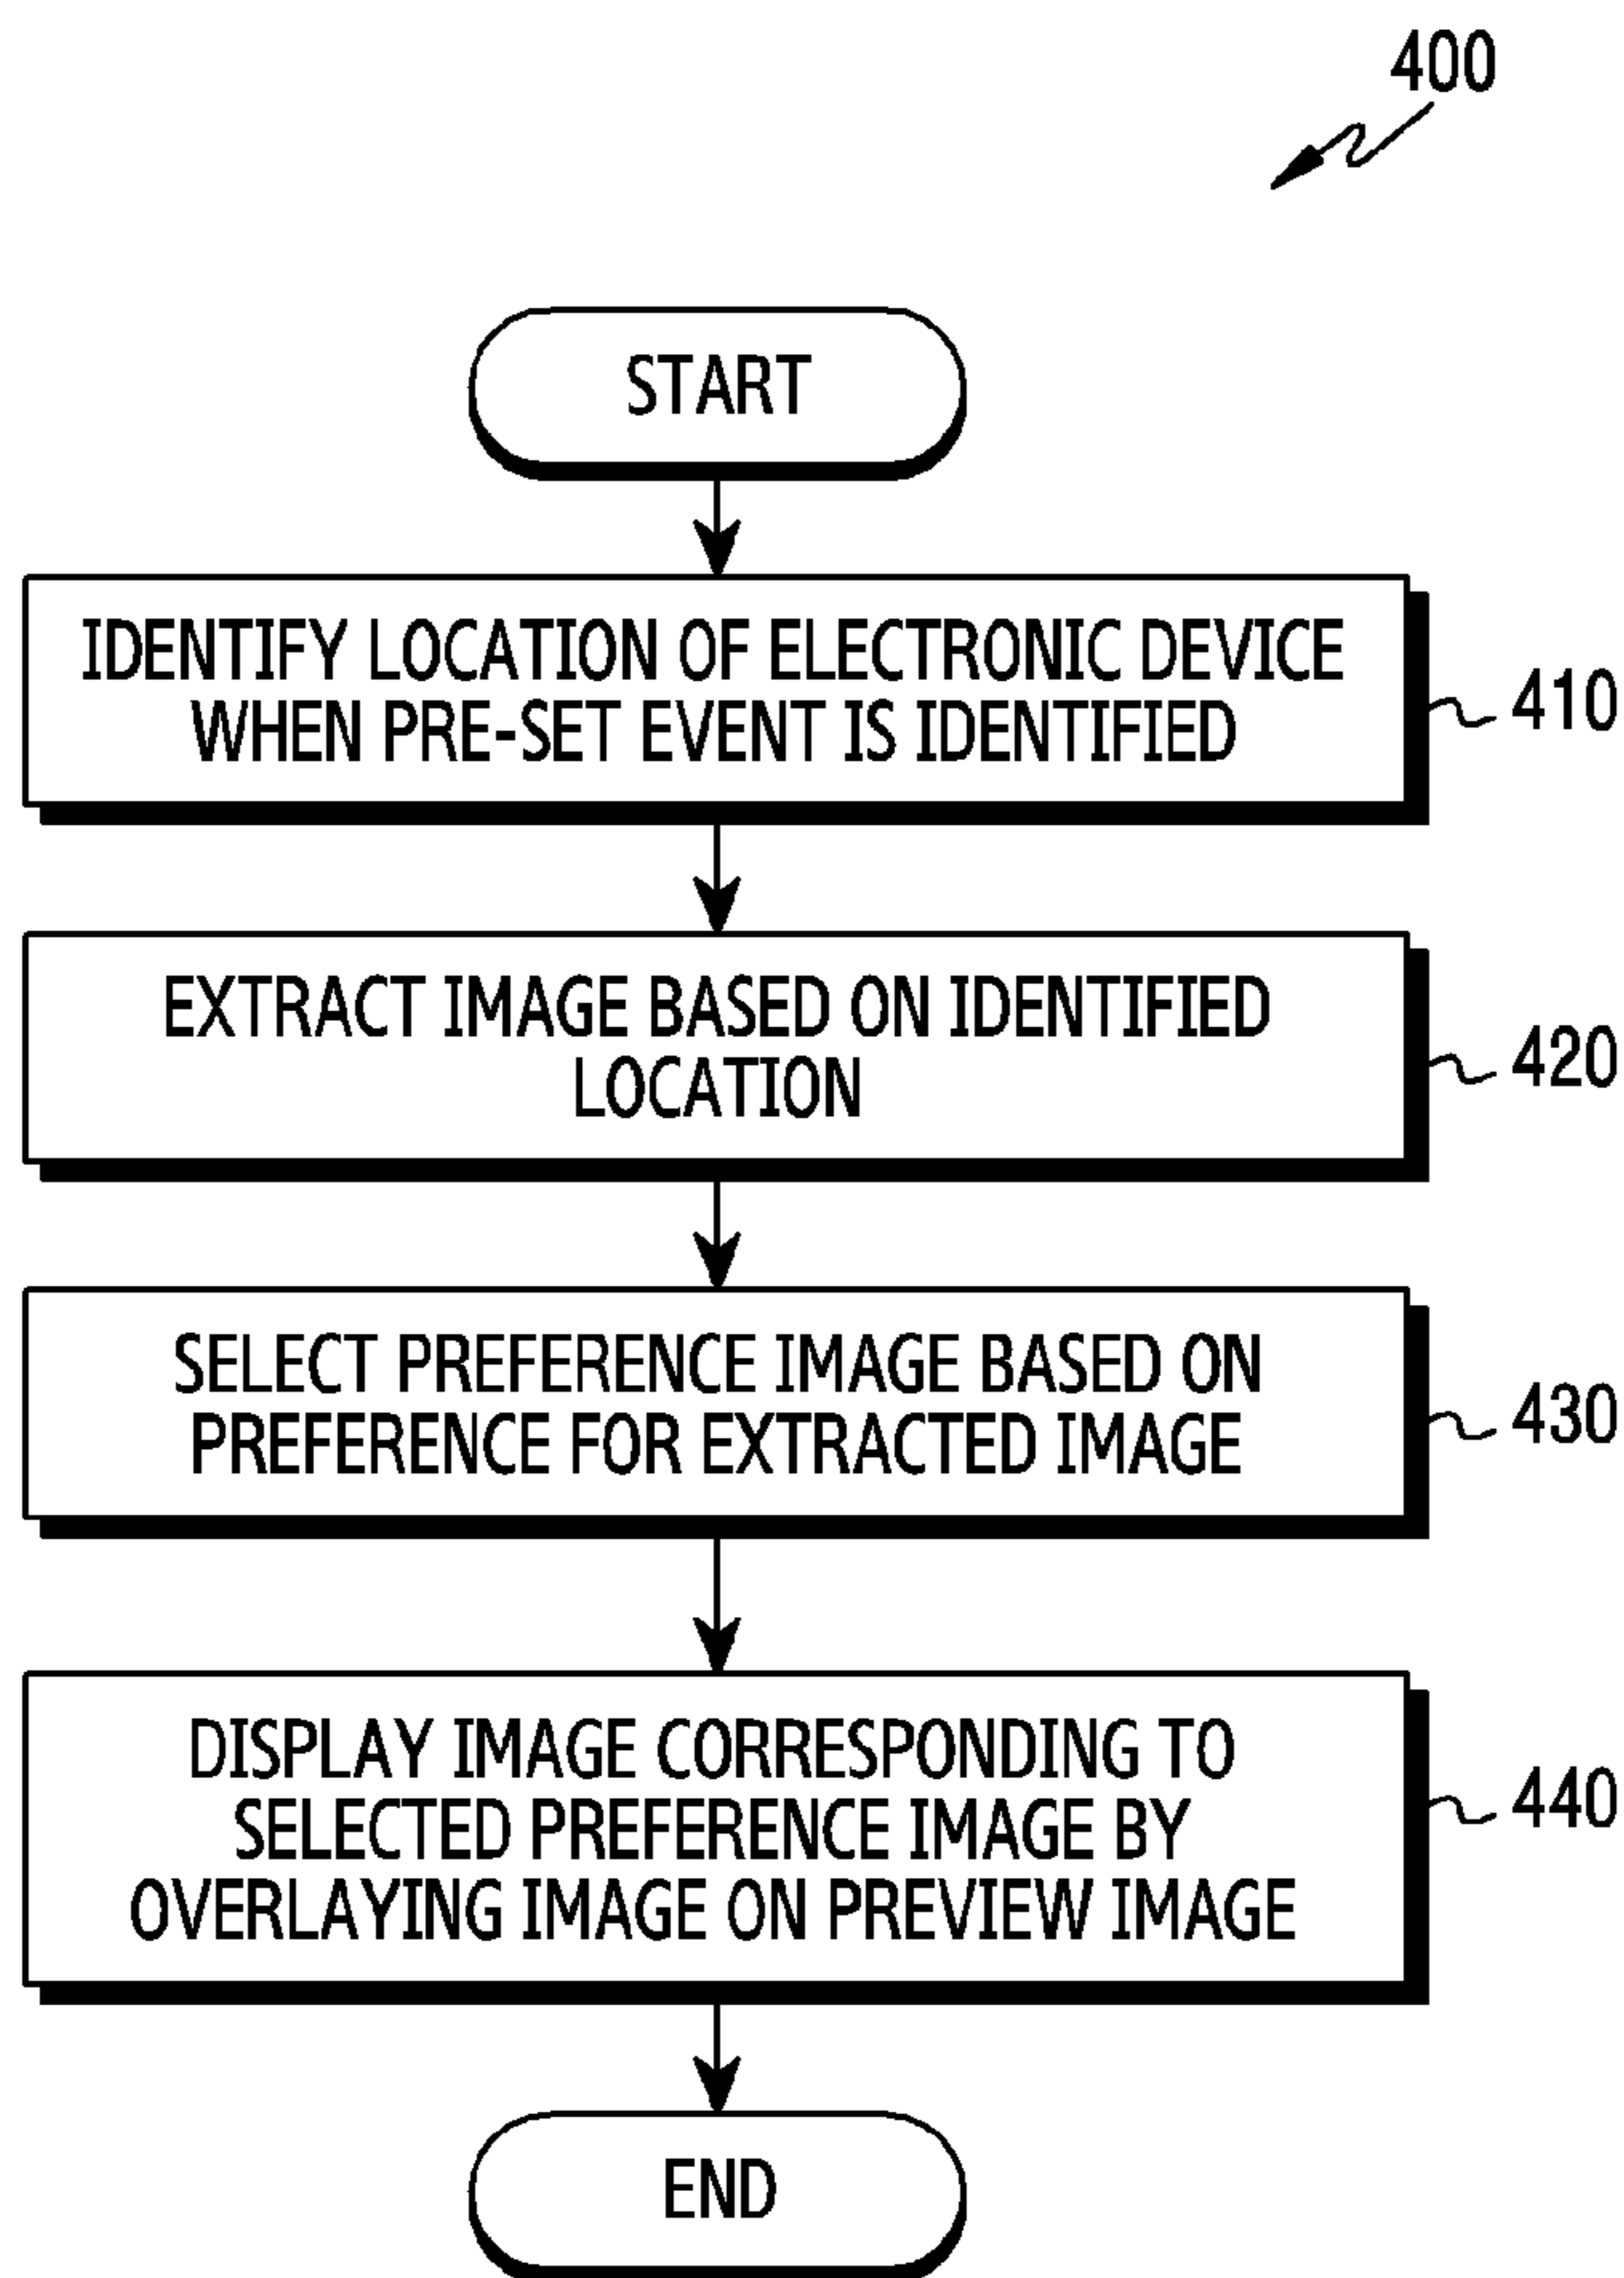 400
START
IDENTIFY LOCATION OF ELECTRONIC DEVICE
WHEN PRE-SET EVENT IS IDENTIFIED
410
EXTRACT IMAGE BASED ON IDENTIFIED
LOCATION
420
SELECT PREFERENCE IMAGE BASED ON
PREFERENCE FOR EXTRACTED IMAGE
430
DISPLAY IMAGE CORRESPONDING TO
SELECTED PREFERENCE IMAGE BY
OVERLAYING IMAGE ON PREVIEW IMAGE
440
END